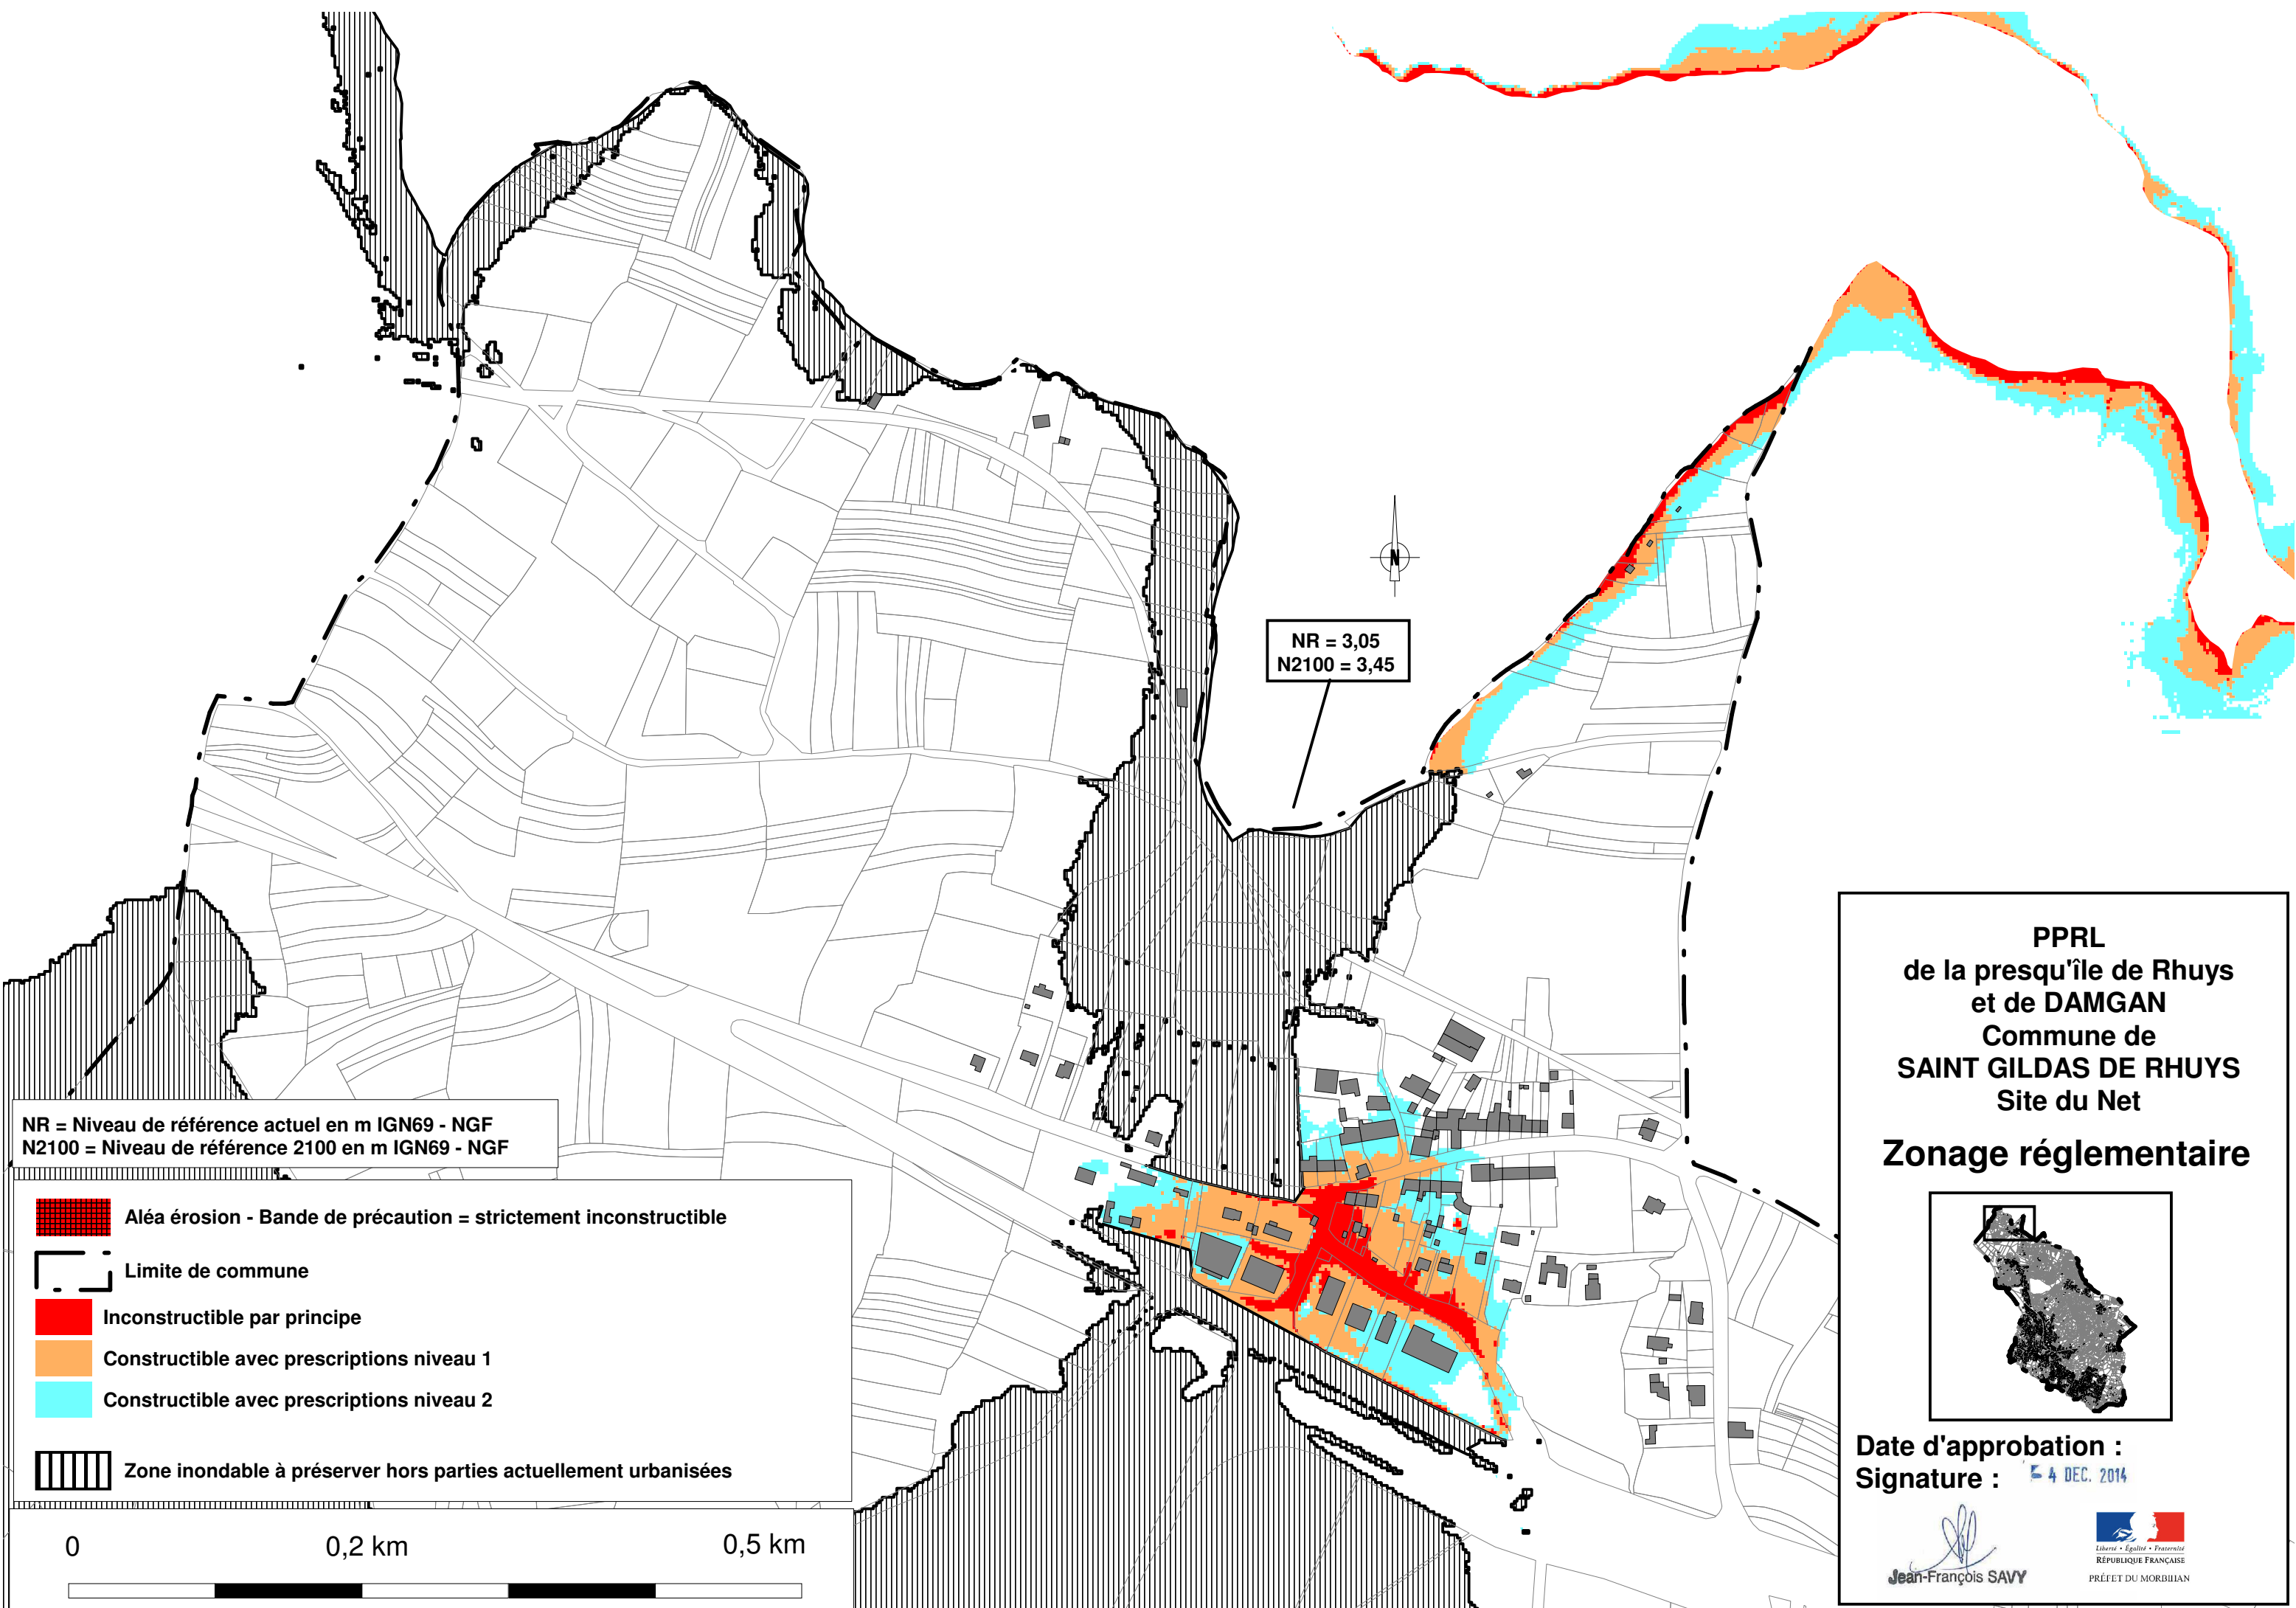 N
NR = 3,05
N2100 = 3,45
PPRL
de la presqu'île de Rhuys
et de DAMGAN
Commune de
SAINT GILDAS DE RHUYS
Site du Net
Zonage réglementaire
NR = Niveau de référence actuel en m IGN69 - NGF
N2100 = Niveau de référence 2100 en m IGN69 - NGF
Aléa érosion - Bande de précaution = strictement inconstructible
Limite de commune
Inconstructible par principe
Constructible avec prescriptions niveau 1
Constructible avec prescriptions niveau 2
Zone inondable à préserver hors parties actuellement urbanisées
0 0,2 km 0,5 km
Date d'approbation :
Signature :
4 DEC. 2014
Jean-François SAVY
Liberté • Égalité • Fraternité
RÉPUBLIQUE FRANÇAISE
PRÉFET DU MORBIHAN